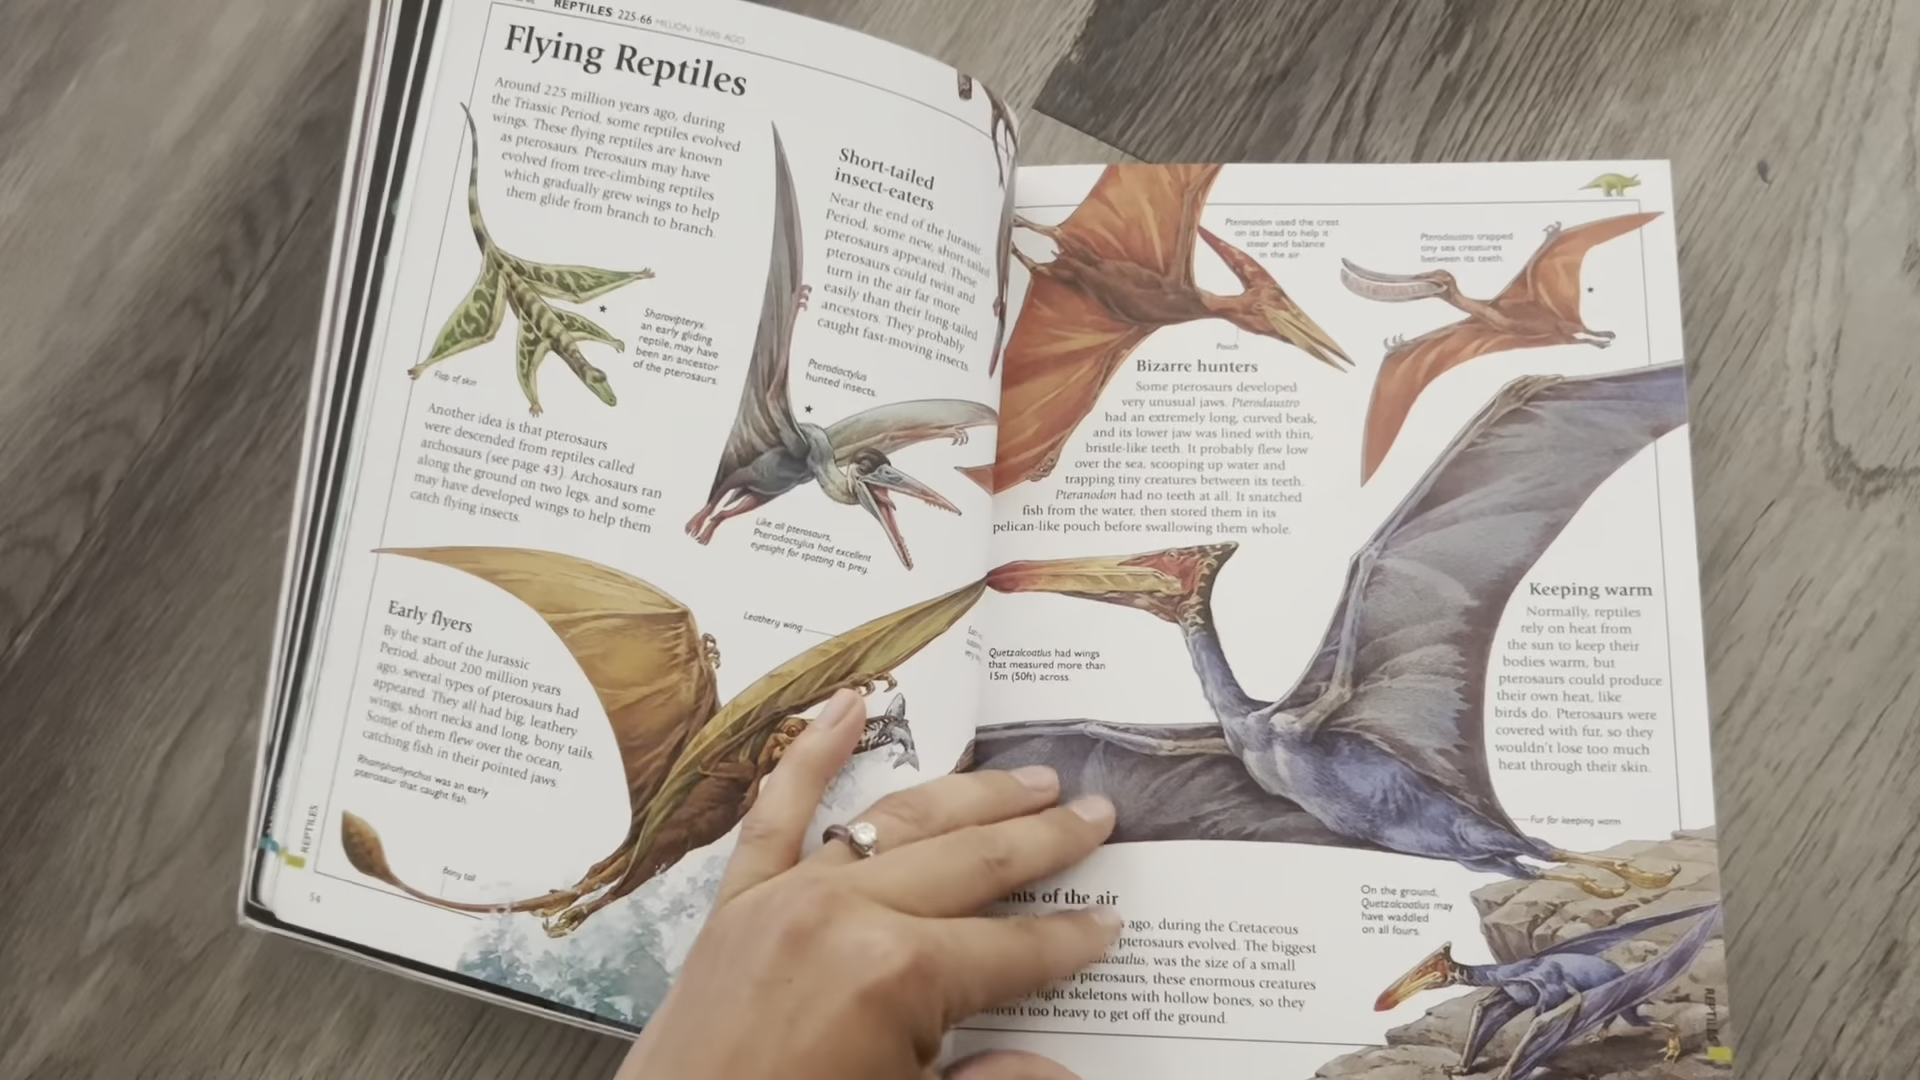 REPTILES 225-66 MILLION YEARS AGO
Flying Reptiles
Around 225 million years ago, during
the Triassic Period, some reptiles evolved
wings. These flying reptiles are known
as pterosaurs. Pterosaurs may have
evolved from tree-climbing reptiles
which gradually grew wings to help
them glide from branch to branch.
Sharovipteryx,
an early gliding
reptile, may have
been an ancestor
of the pterosaurs.
Flap of skin
Another idea is that pterosaurs
were descended from reptiles called
archosaurs (see page 43). Archosaurs ran
along the ground on two legs, and some
may have developed wings to help them
catch flying insects.
Short-tailed
insect-eaters
Near the end of the Jurassic
Period, some new, short-tailed
pterosaurs appeared. These
pterosaurs could twist and
turn in the air far more
easily than their long-tailed
ancestors. They probably
caught fast-moving insects.
Pterodactylus
hunted insects.
Like all pterosaurs,
Pterodactylus had excellent
eyesight for spotting its prey.
Early flyers
By the start of the Jurassic
Period, about 200 million years
ago, several types of pterosaurs had
appeared. They all had big, leathery
wings, short necks and long, bony tails.
Some of them flew over the ocean,
catching fish in their pointed jaws.
Rhamphorhynchus was an early
pterosaur that caught fish.
Leathery wing
Bony tail
REPTILES
54
Pteranodon used the crest
on its head to help it
steer and balance
in the air.
Pterodaustro trapped
tiny sea creatures
between its teeth.
Pouch
Bizarre hunters
Some pterosaurs developed
very unusual jaws. Pterodaustro
had an extremely long, curved beak,
and its lower jaw was lined with thin,
bristle-like teeth. It probably flew low
over the sea, scooping up water and
trapping tiny creatures between its teeth.
Pteranodon had no teeth at all. It snatched
fish from the water, then stored them in its
pelican-like pouch before swallowing them whole.
Quetzalcoatlus had wings
that measured more than
15m (50ft) across.
Keeping warm
Normally, reptiles
rely on heat from
the sun to keep their
bodies warm, but
pterosaurs could produce
their own heat, like
birds do. Pterosaurs were
covered with fur, so they
wouldn't lose too much
heat through their skin.
Fur for keeping warm
of the air
ago, during the Cretaceous
pterosaurs evolved. The biggest
was the size of a small
pterosaurs, these enormous creatures
light skeletons with hollow bones, so they
too heavy to get off the ground.
On the ground,
Quetzalcoatlus may
have waddled
on all fours.
REPTILES